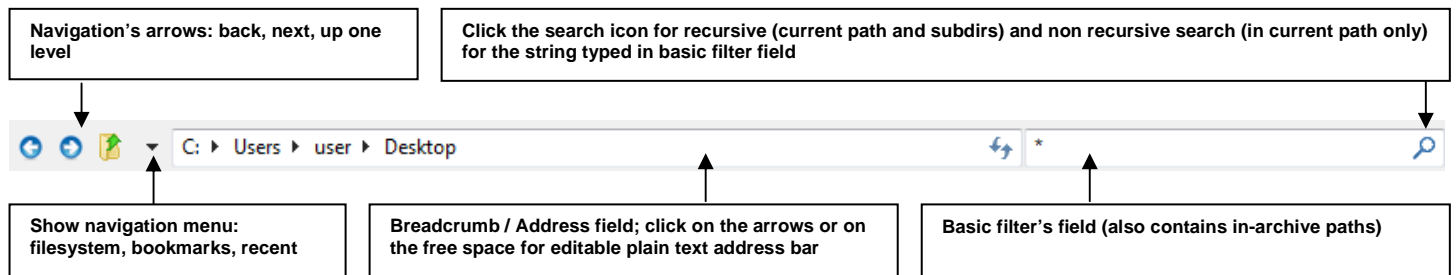 Navigation's arrows: back, next, up one
level
Click the search icon for recursive (current path and subdirs) and non recursive search (in current path only)
for the string typed in basic filter field
C: Users user Desktop
*
Show navigation menu:
filesystem, bookmarks, recent
Breadcrumb / Address field; click on the arrows or on
the free space for editable plain text address bar
Basic filter's field (also contains in-archive paths)